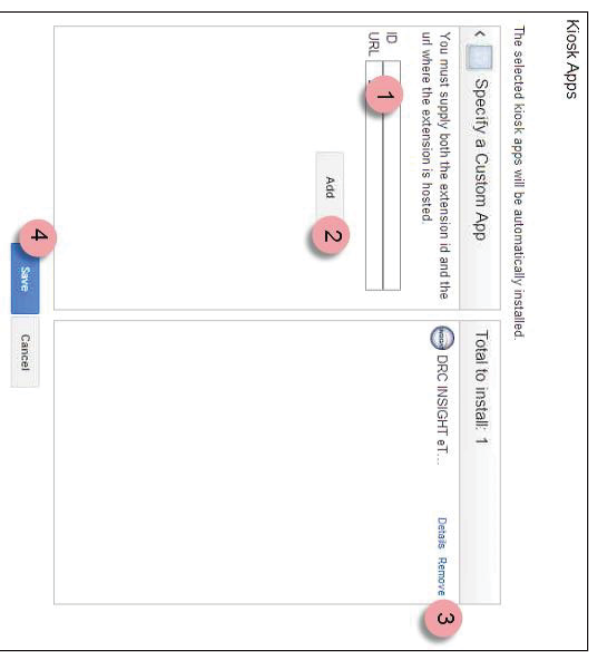 Kiosk Apps
The selected kiosk apps will be automatically installed.
Specify a Custom App
You must supply both the extension id and the
url where the extension is hosted.
ID
URL
1
Add
2
Total to install: 1
DRC INSIGHT eT...
Details Remove
3
4
Save
Cancel